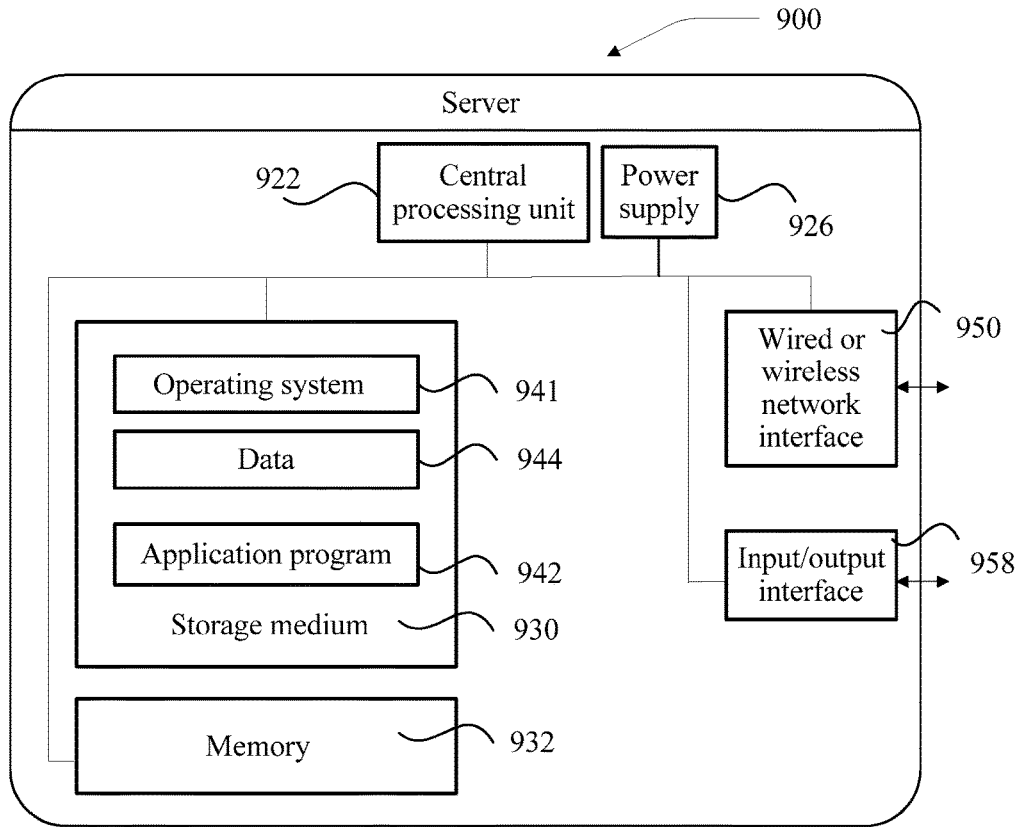 900
Server
922
Central
processing unit
Power
supply
926
Operating system
941
Data
944
Application program
942
Storage medium
930
Memory
932
Wired or
wireless
network
interface
950
Input/output
interface
958